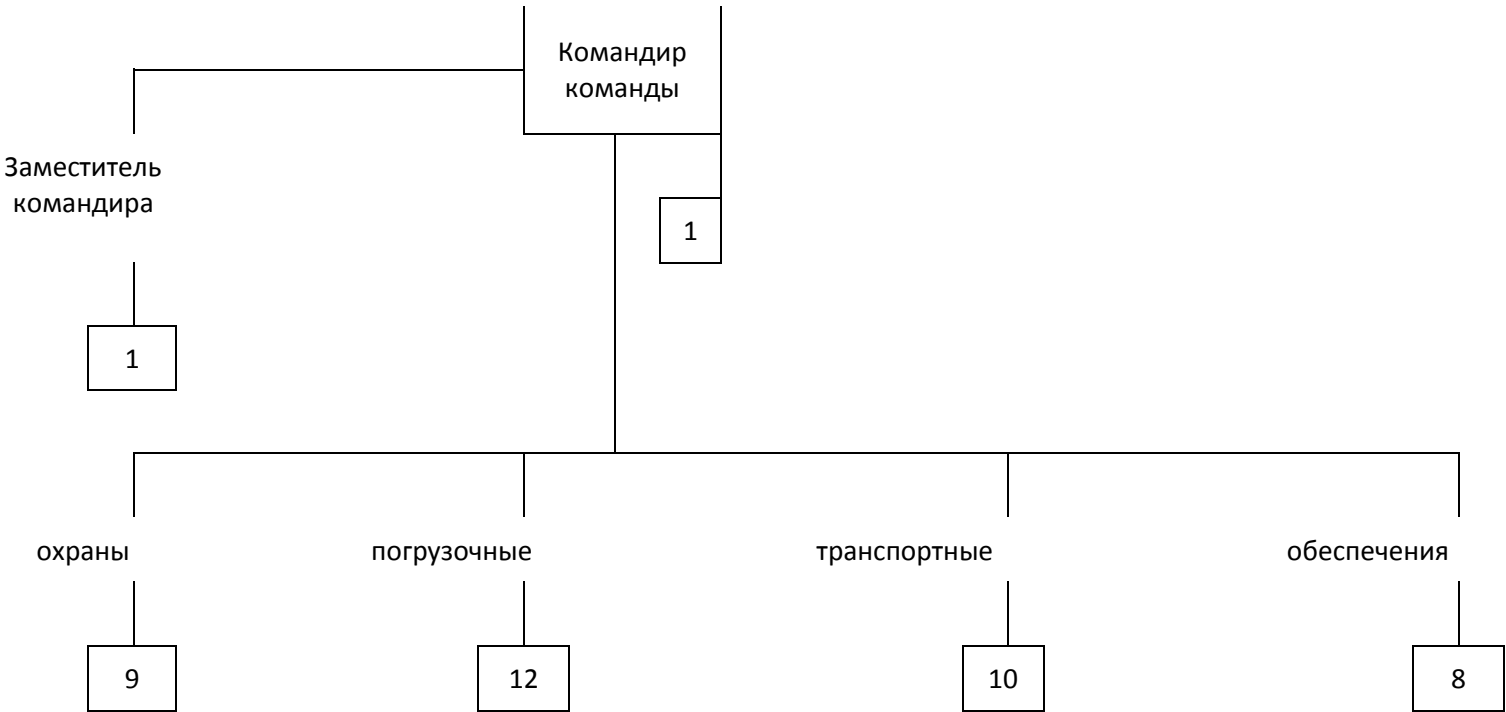 Командир
команды
Заместитель
командира
1
1
охраны
погрузочные
транспортные
обеспечения
9
12
10
8